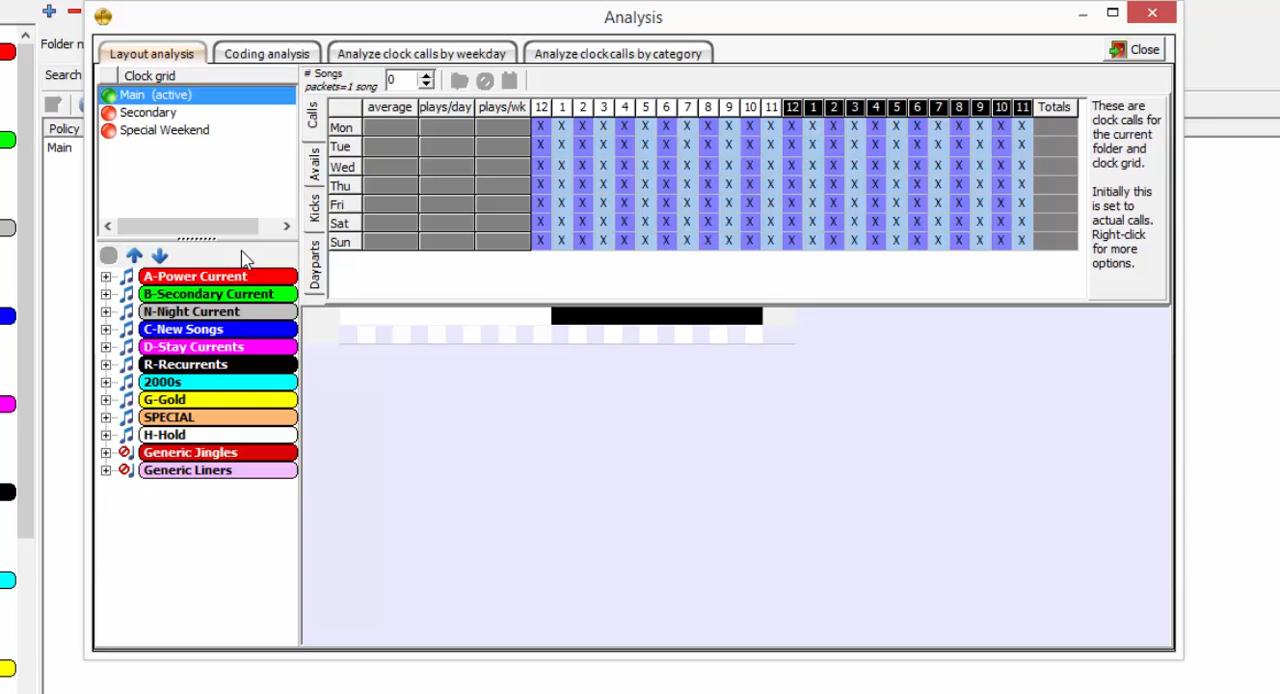 Analysis
Folder n
Search
Policy
Main
Layout analysis
Coding analysis
Analyze clock calls by weekday
Analyze clock calls by category
Close
Clock grid
Main (active)
Secondary
Special Weekend
# Songs
packets=1 song
0
Calls
Avails
Kicks
Dayparts
average plays/day plays/wk 12 1 2 3 4 5 6 7 8 9 10 11 12 1 2 3 4 5 6 7 8 9 10 11 Totals
Mon X X X X X X X X X X X X X X X X X X X X X X X X
Tue X X X X X X X X X X X X X X X X X X X X X X X X
Wed X X X X X X X X X X X X X X X X X X X X X X X X
Thu X X X X X X X X X X X X X X X X X X X X X X X X
Fri X X X X X X X X X X X X X X X X X X X X X X X X
Sat X X X X X X X X X X X X X X X X X X X X X X X X
Sun X X X X X X X X X X X X X X X X X X X X X X X X
These are
clock calls for
the current
folder and
clock grid.
Initially this
is set to
actual calls.
Right-click
for more
options.
A-Power Current
B-Secondary Current
N-Night Current
C-New Songs
D-Stay Currents
R-Recurrents
2000s
G-Gold
SPECIAL
H-Hold
Generic Jingles
Generic Liners